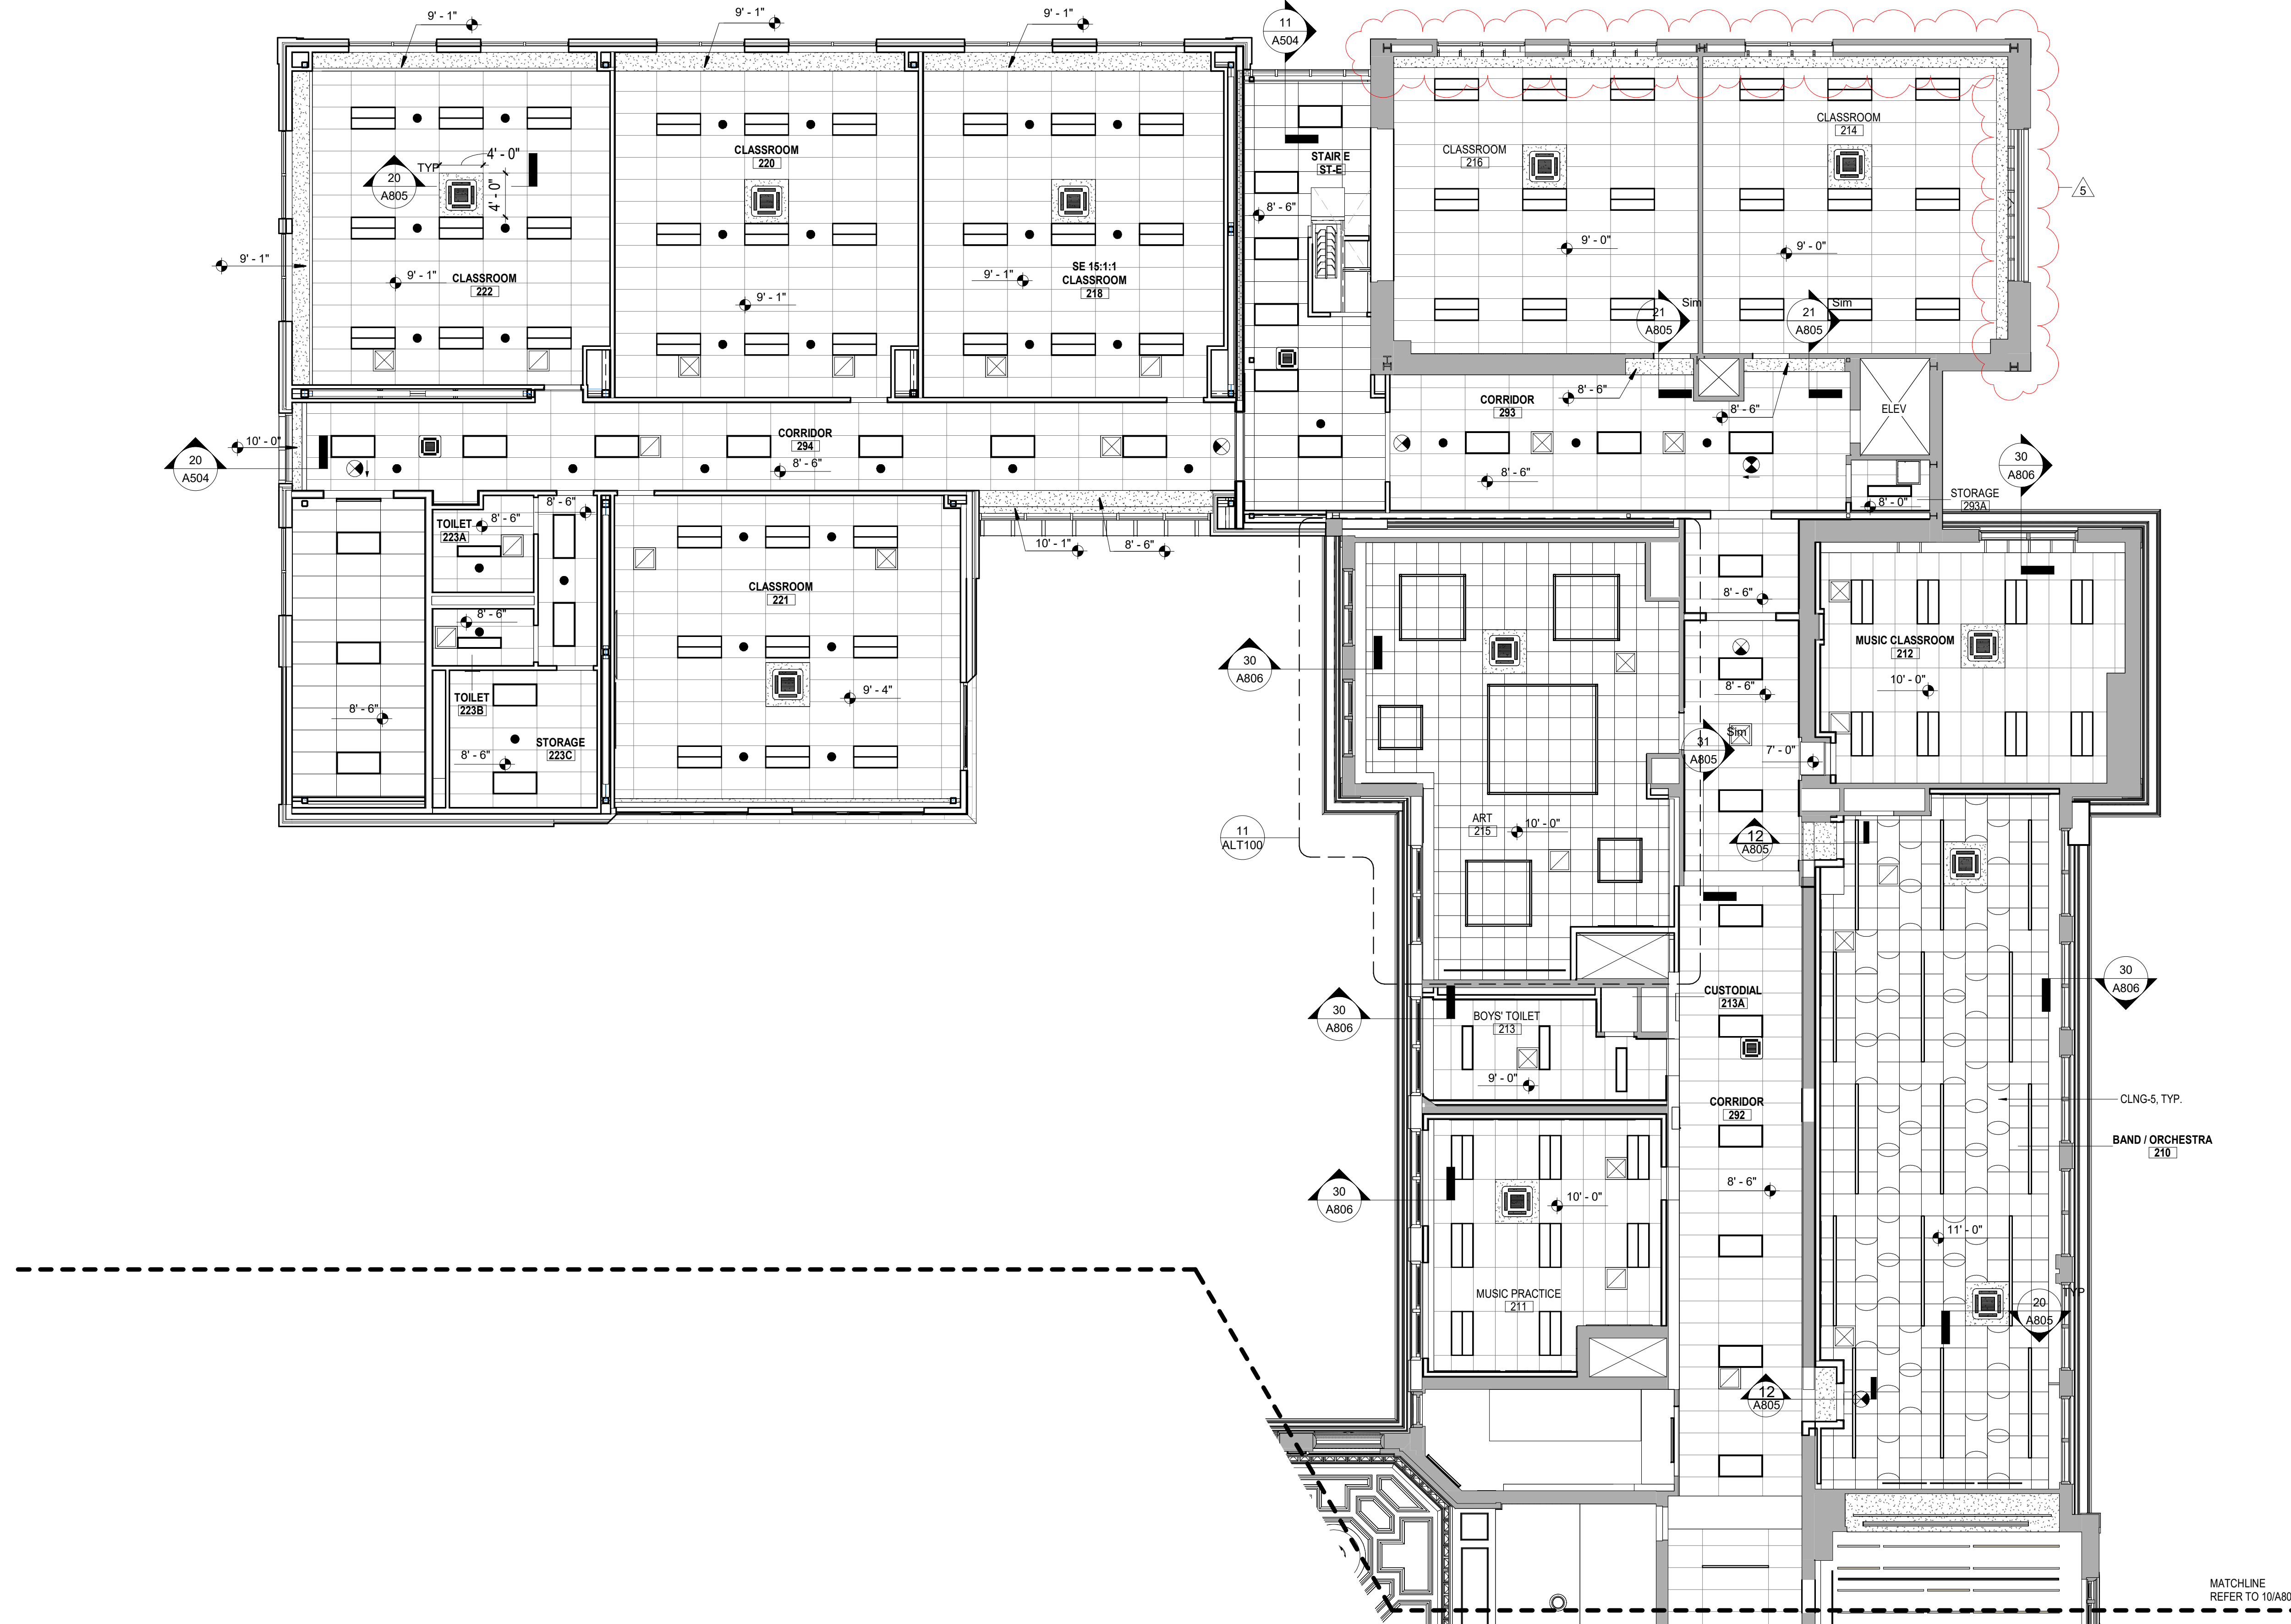 9' - 1"
9' - 1"
9' - 1"
11
A504
CLASSROOM
220
STAIR E
ST-E
CLASSROOM
216
CLASSROOM
214
TYP
4' - 0"
4' - 0"
20
A805
5
8' - 6"
9' - 1"
9' - 1"
CLASSROOM
222
9' - 1"
SE 15:1:1
CLASSROOM
218
9' - 1"
9' - 0"
9' - 0"
Sim
21
A805
Sim
21
A805
8' - 6"
8' - 6"
CORRIDOR
293
ELEV
10' - 0"
20
A504
CORRIDOR
294
8' - 6"
8' - 6"
30
A806
STORAGE
293A
8' - 0"
TOILET
223A
8' - 6"
8' - 6"
10' - 1"
8' - 6"
CLASSROOM
221
8' - 6"
8' - 6"
TOILET
223B
8' - 6"
STORAGE
223C
8' - 6"
9' - 4"
30
A806
8' - 6"
MUSIC CLASSROOM
212
10' - 0"
Sim
31
A805
7' - 0"
11
ALT100
ART
215
10' - 0"
12
A805
30
A806
CUSTODIAL
213A
30
A806
BOYS' TOILET
213
9' - 0"
CORRIDOR
292
CLNG-5, TYP.
BAND / ORCHESTRA
210
30
A806
10' - 0"
8' - 6"
11' - 0"
MUSIC PRACTICE
211
TYP
20
A805
12
A805
MATCHLINE
REFER TO 10/A80